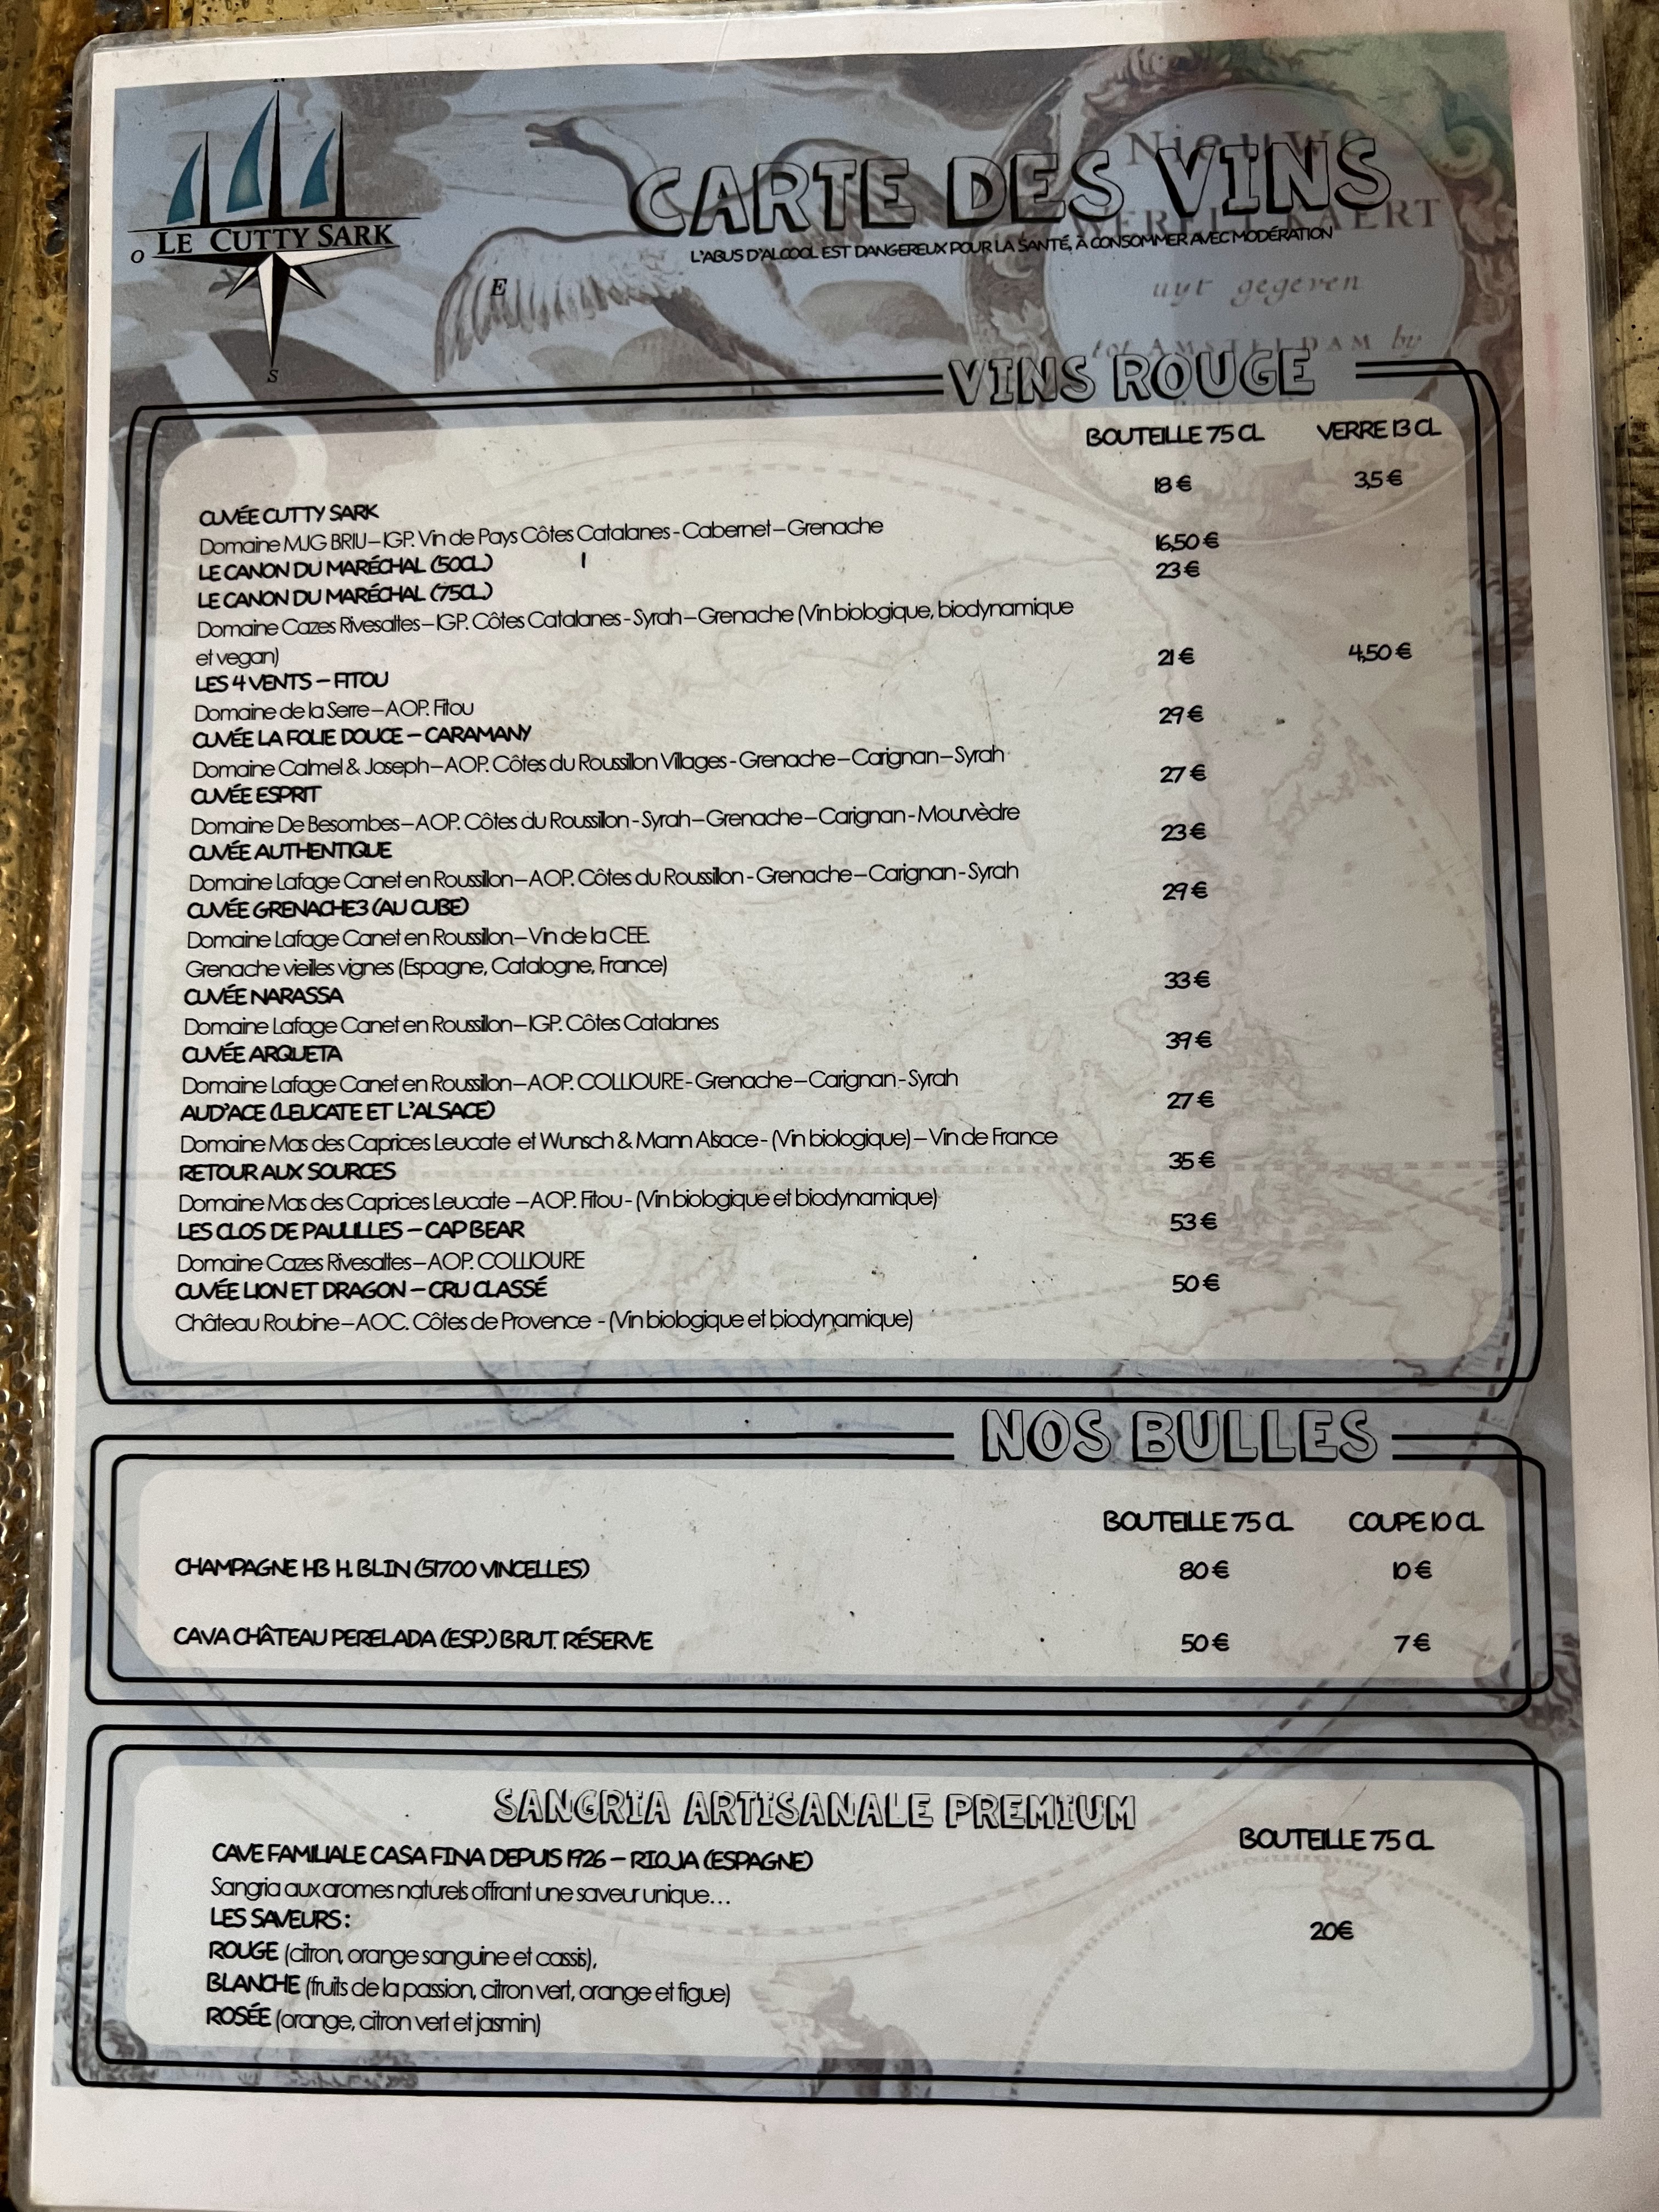 N
LE CUTTY SARK
O
E
S
CARTE DES VINS
L'ABUS D'ALCOOL EST DANGEREUX POUR LA SANTÉ, À CONSOMMER AVEC MODÉRATION
Nieuwe
KAERT
uyt gegeven
tot AMSTELDAM by
VINS ROUGE
BOUTEILLE 75 CL VERRE 13 CL
18 € 3,5 €
CUVÉE CUTTY SARK
Domaine MJG BRIU – IGP. Vin de Pays Côtes Catalanes - Cabernet – Grenache
16,50 €
LE CANON DU MARÉCHAL (50CL)
23 €
LE CANON DU MARÉCHAL (75CL)
Domaine Cazes Rivesaltes – IGP. Côtes Catalanes - Syrah – Grenache (Vin biologique, biodynamique
et vegan)
21 € 4,50 €
LES 4 VENTS – FITOU
Domaine de la Serre – AOP. Fitou
29 €
CUVÉE LA FOLIE DOUCE – CARAMANY
Domaine Calmel & Joseph – AOP. Côtes du Roussillon Villages - Grenache – Carignan – Syrah
27 €
CUVÉE ESPRIT
Domaine De Besombes – AOP. Côtes du Roussillon - Syrah – Grenache – Carignan - Mourvèdre
23 €
CUVÉE AUTHENTIQUE
Domaine Lafage Canet en Roussillon – AOP. Côtes du Roussillon - Grenache – Carignan - Syrah
29 €
CUVÉE GRENACHE3 (AU CUBE)
Domaine Lafage Canet en Roussillon – Vin de la CEE.
Grenache vieilles vignes (Espagne, Catalogne, France)
33 €
CUVÉE NARASSA
Domaine Lafage Canet en Roussillon – IGP. Côtes Catalanes
39 €
CUVÉE ARQUETA
Domaine Lafage Canet en Roussillon – AOP. COLLIOURE - Grenache – Carignan - Syrah
27 €
AUD'ACE (LEUCATE ET L'ALSACE)
Domaine Mas des Caprices Leucate et Wunsch & Mann Alsace - (Vin biologique) – Vin de France
35 €
RETOUR AUX SOURCES
Domaine Mas des Caprices Leucate – AOP. Fitou - (Vin biologique et biodynamique)
53 €
LES CLOS DE PAULILLES – CAP BEAR
Domaine Cazes Rivesaltes – AOP. COLLIOURE
50 €
CUVÉE LION ET DRAGON – CRU CLASSÉ
Château Roubine – AOC. Côtes de Provence - (Vin biologique et biodynamique)
NOS BULLES
BOUTEILLE 75 CL COUPE 10 CL
CHAMPAGNE HB H. BLIN (51700 VINCELLES) 80 € 10 €
CAVA CHÂTEAU PERELADA (ESP.) BRUT. RÉSERVE 50 € 7 €
SANGRIA ARTISANALE PREMIUM
BOUTEILLE 75 CL
CAVE FAMILIALE CASA FINA DEPUIS 1926 – RIOJA (ESPAGNE)
Sangria aux aromes naturels offrant une saveur unique...
LES SAVEURS :
20€
ROUGE (citron, orange sanguine et cassis),
BLANCHE (fruits de la passion, citron vert, orange et figue)
ROSÉE (orange, citron vert et jasmin)